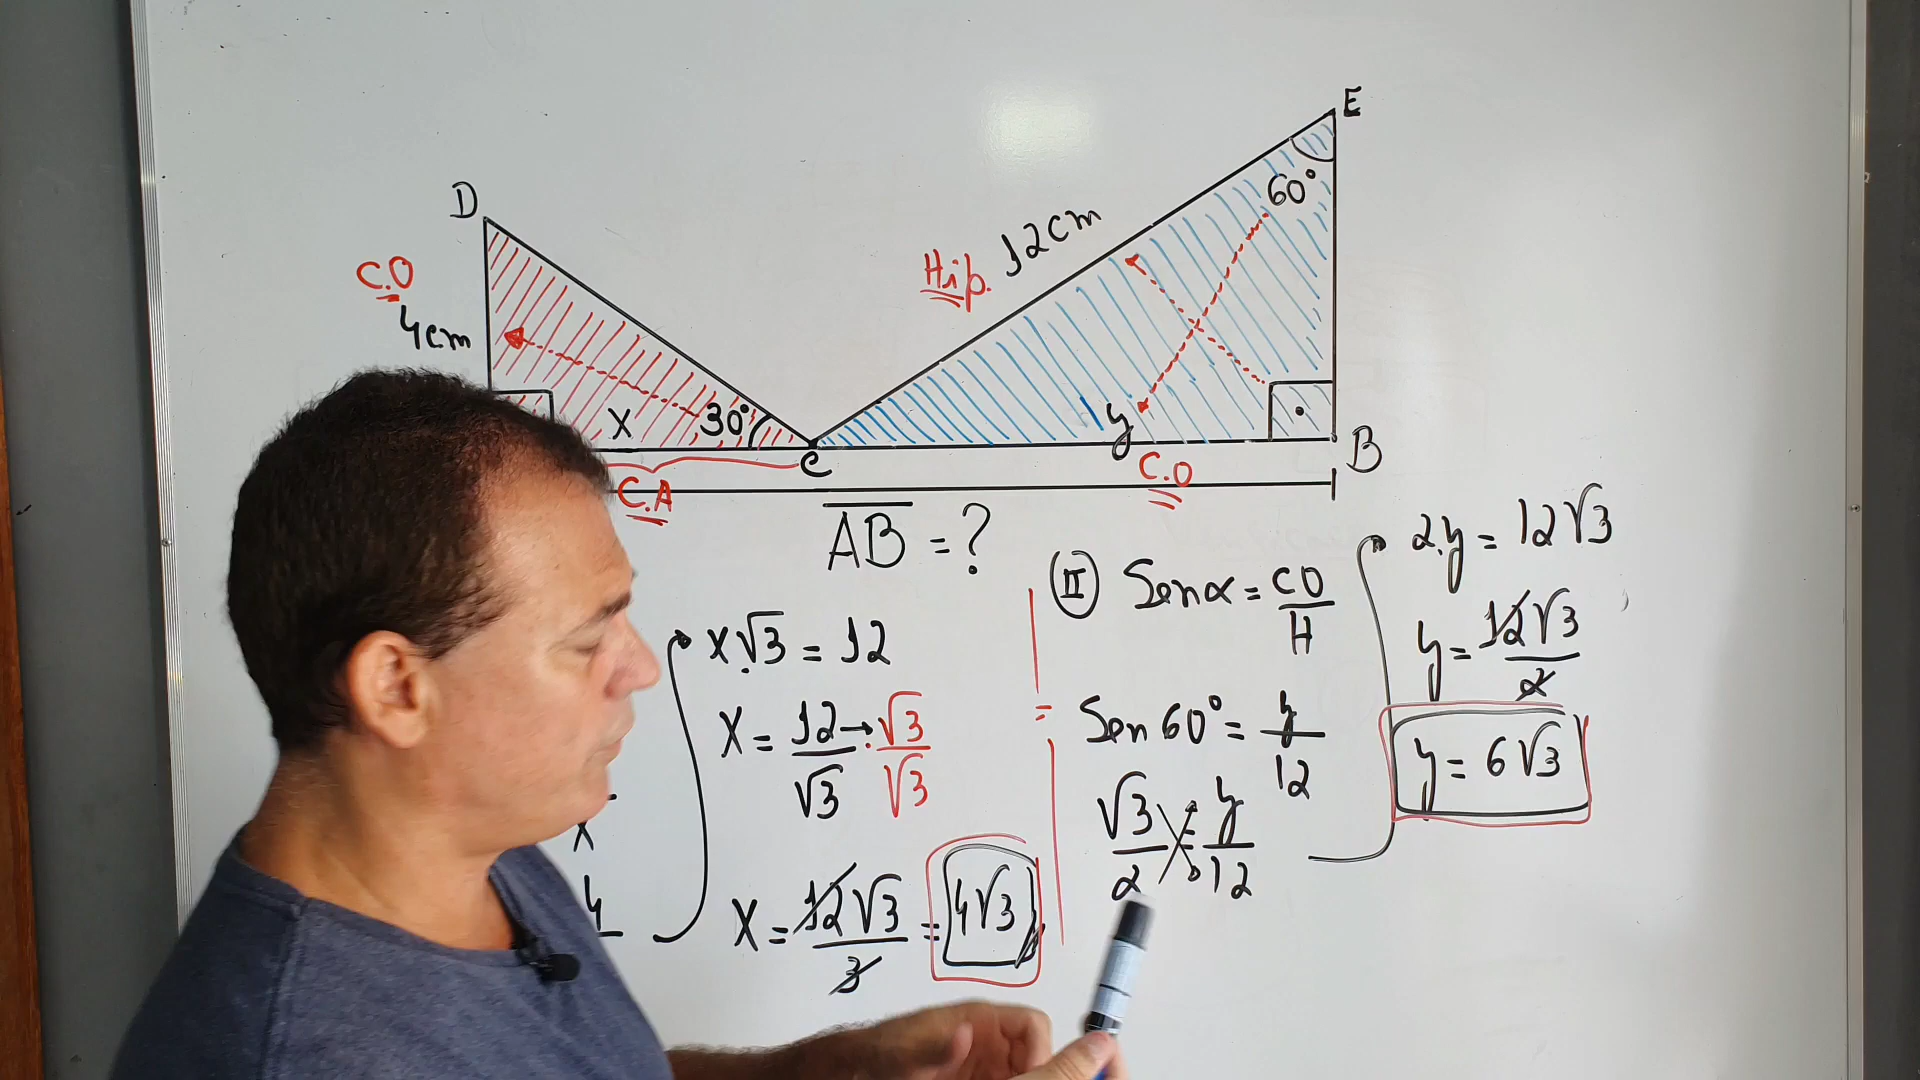 E
60°
D
Hip. 12cm
C.O
4cm
X 30° y
C B
C.A C.O
AB = ?
x.√3 = 12
X = 12/√3 . √3/√3
X = 12√3/3 = 4√3
II Sen α = CO/H
Sen 60° = y/12
√3/2 = y/12
2.y = 12√3
y = 12√3/2
y = 6√3